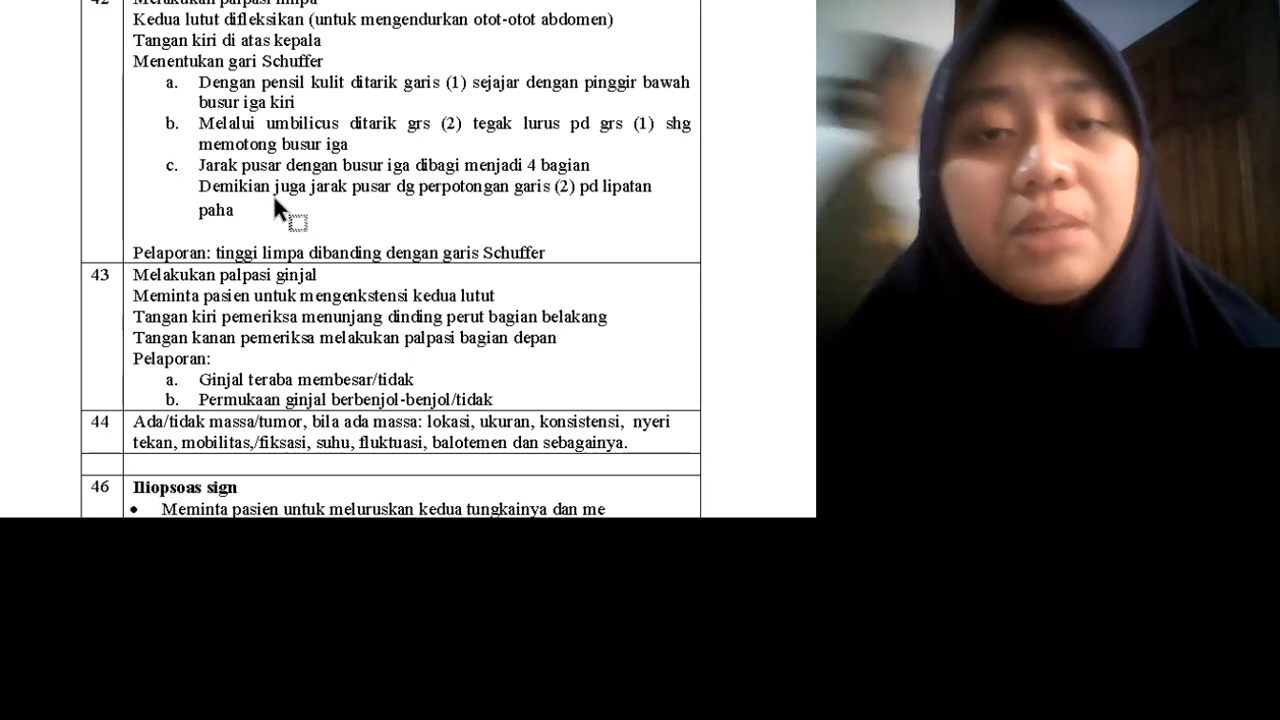 42 Melakukan palpasi limpa
Kedua lutut difleksikan (untuk mengendurkan otot-otot abdomen)
Tangan kiri di atas kepala
Menentukan gari Schuffer
a. Dengan pensil kulit ditarik garis (1) sejajar dengan pinggir bawah
busur iga kiri
b. Melalui umbilicus ditarik grs (2) tegak lurus pd grs (1) shg
memotong busur iga
c. Jarak pusar dengan busur iga dibagi menjadi 4 bagian
Demikian juga jarak pusar dg perpotongan garis (2) pd lipatan
paha
Pelaporan: tinggi limpa dibanding dengan garis Schuffer
43 Melakukan palpasi ginjal
Meminta pasien untuk mengenkstensi kedua lutut
Tangan kiri pemeriksa menunjang dinding perut bagian belakang
Tangan kanan pemeriksa melakukan palpasi bagian depan
Pelaporan:
a. Ginjal teraba membesar/tidak
b. Permukaan ginjal berbenjol-benjol/tidak
44 Ada/tidak massa/tumor, bila ada massa: lokasi, ukuran, konsistensi, nyeri
tekan, mobilitas,/fiksasi, suhu, fluktuasi, balotemen dan sebagainya.
46 Iliopsoas sign
• Meminta pasien untuk meluruskan kedua tungkainya dan me